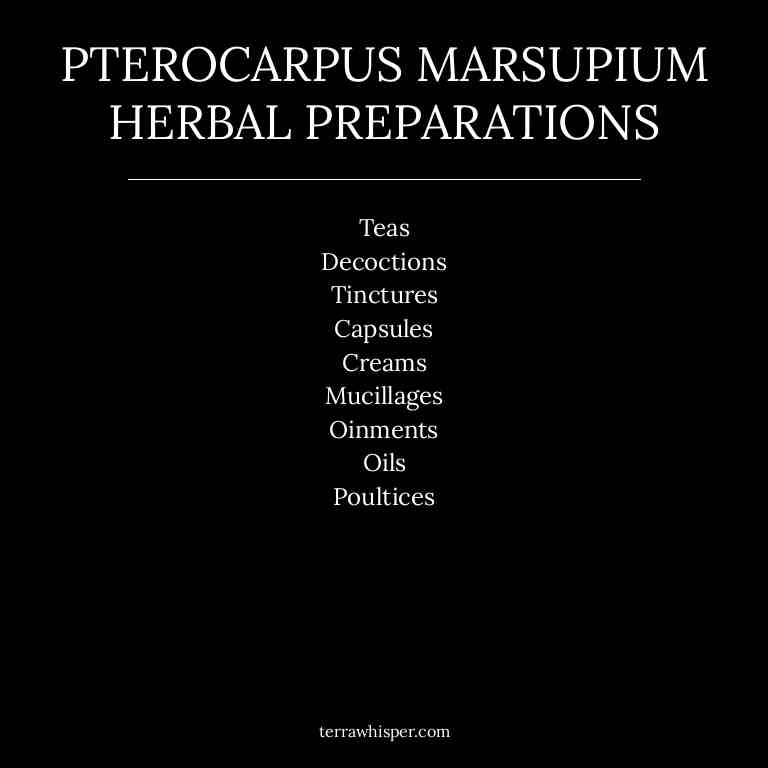 PTEROCARPUS MARSUPIUM
HERBAL PREPARATIONS
Teas
Decoctions
Tinctures
Capsules
Creams
Mucillages
Oinments
Oils
Poultices
terrawhisper.com